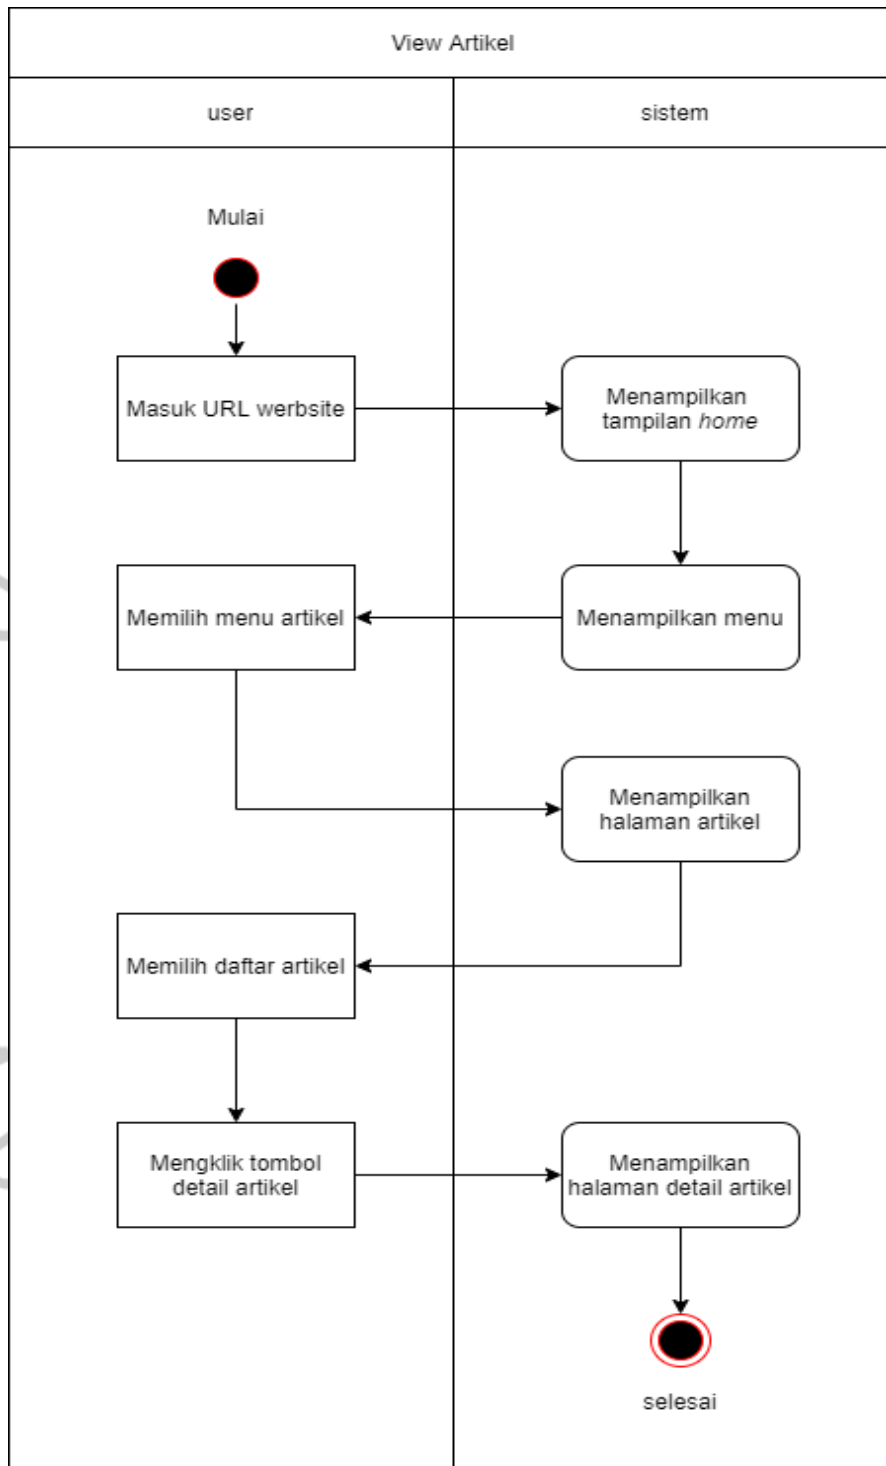 View Artikel
user
sistem
Mulai
Masuk URL werbsite
Menampilkan
tampilan home
Memilih menu artikel
Menampilkan menu
Menampilkan
halaman artikel
Memilih daftar artikel
Mengklik tombol
detail artikel
Menampilkan
halaman detail artikel
selesai